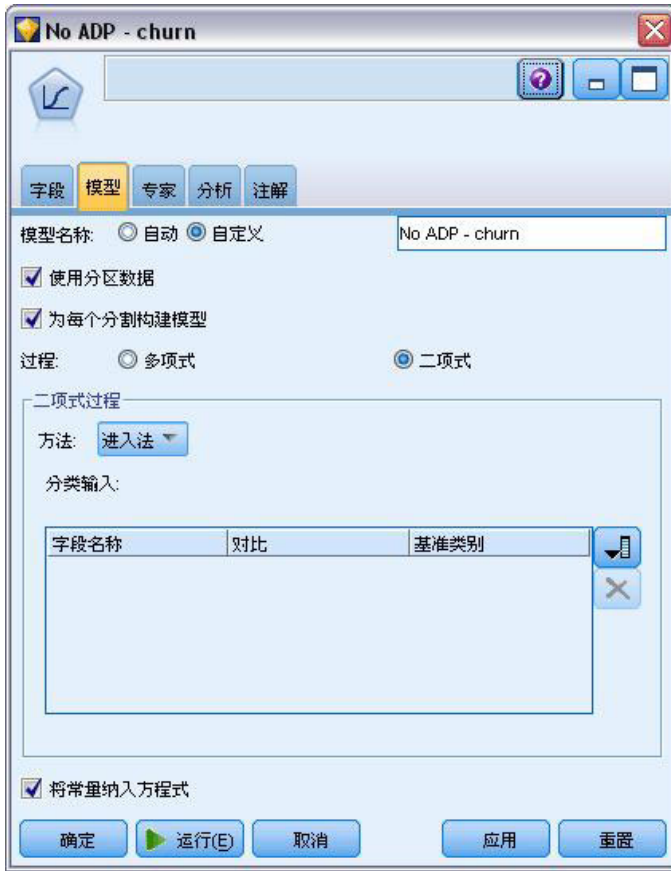 No ADP - churn
字段 模型 专家 分析 注解
模型名称: 自动 自定义 No ADP - churn
使用分区数据
为每个分割构建模型
过程: 多项式 二项式
二项式过程
方法: 进入法
分类输入:
字段名称 对比 基准类别
将常量纳入方程式
确定 运行(E) 取消 应用 重置